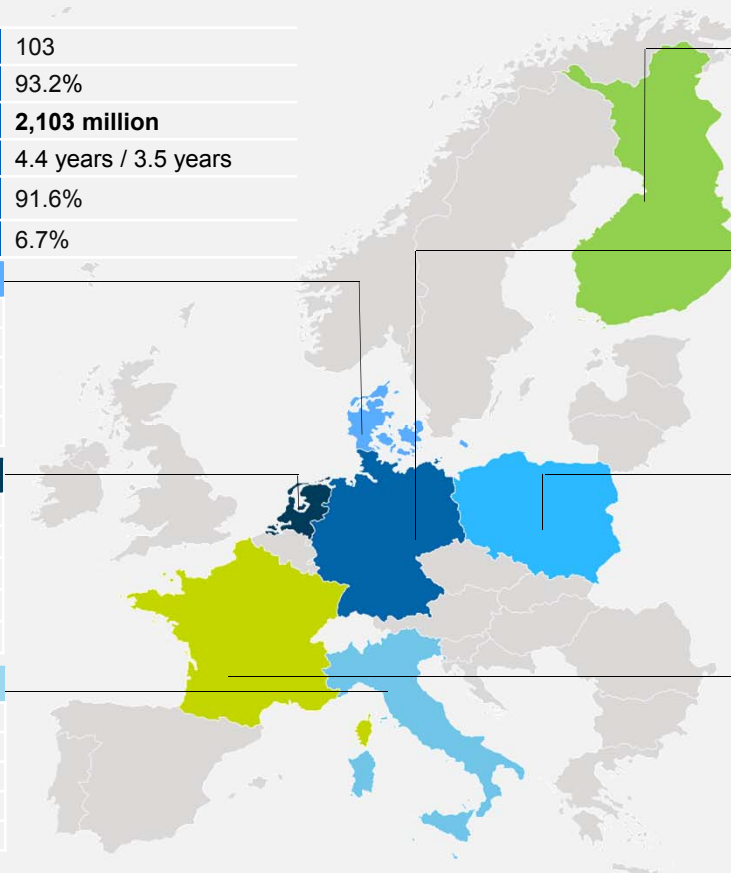 103
93.2%
2,103 million
4.4 years / 3.5 years
91.6%
6.7%